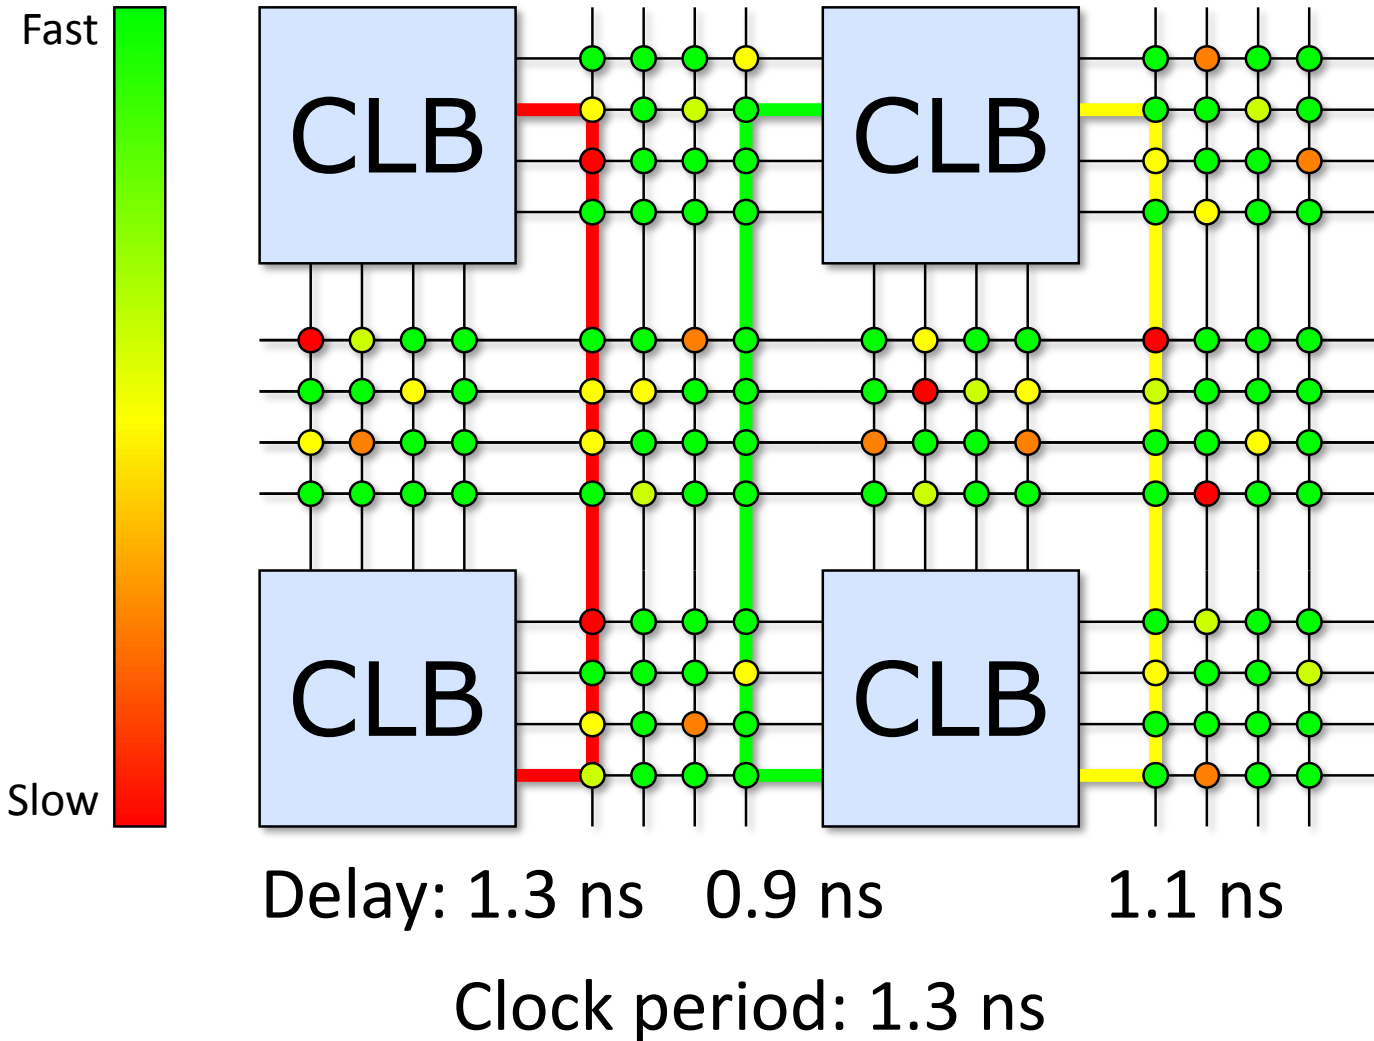 Fast
CLB
CLB
CLB
CLB
Slow
Delay: 1.3 ns 0.9 ns 1.1 ns
Clock period: 1.3 ns